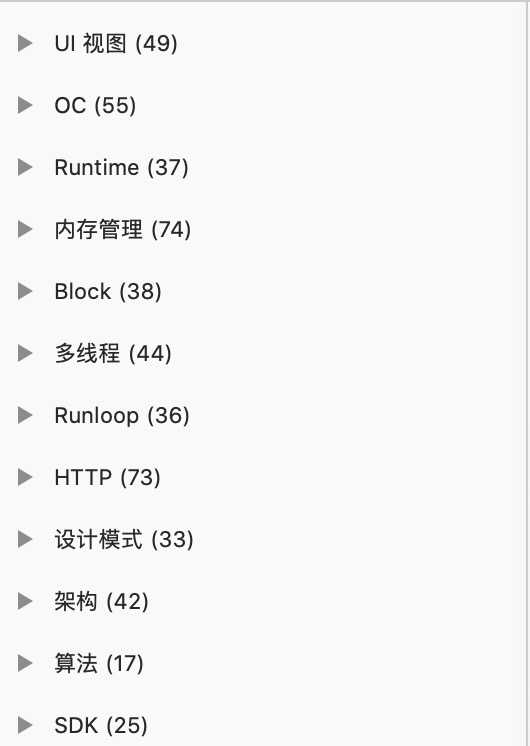 UI 视图 (49)
OC (55)
Runtime (37)
内存管理 (74)
Block (38)
多线程 (44)
Runloop (36)
HTTP (73)
设计模式 (33)
架构 (42)
算法 (17)
SDK (25)